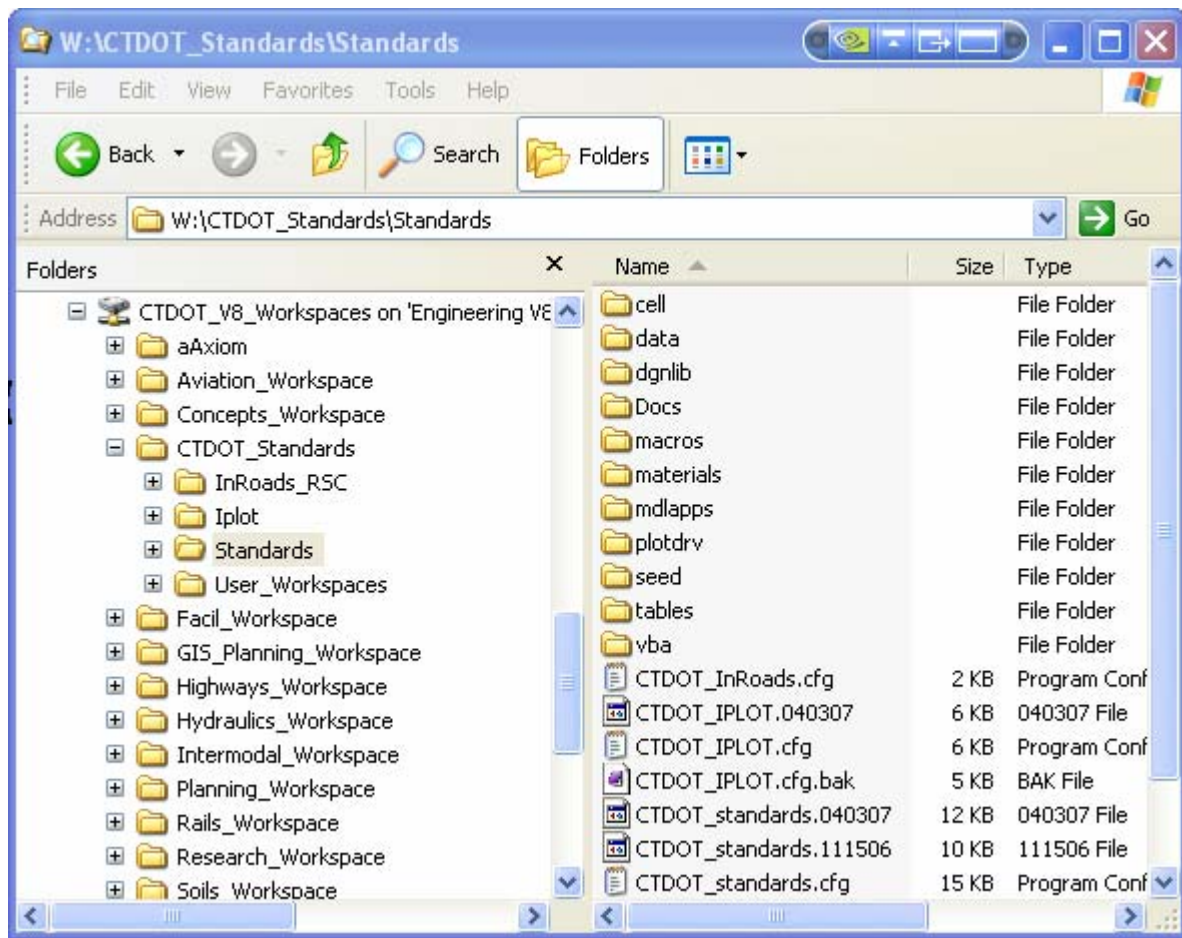 W:\CTDOT_Standards\Standards
File Edit View Favorites Tools Help
Back Search Folders
Address W:\CTDOT_Standards\Standards Go
Folders
CTDOT_V8_Workspaces on 'Engineering V8
aAxiom
Aviation_Workspace
Concepts_Workspace
CTDOT_Standards
InRoads_RSC
Iplot
Standards
User_Workspaces
Facil_Workspace
GIS_Planning_Workspace
Highways_Workspace
Hydraulics_Workspace
Intermodal_Workspace
Planning_Workspace
Rails_Workspace
Research_Workspace
Soils_Workspace
Name Size Type
cell File Folder
data File Folder
dgnlib File Folder
Docs File Folder
macros File Folder
materials File Folder
mdlapps File Folder
plotdrv File Folder
seed File Folder
tables File Folder
vba File Folder
CTDOT_InRoads.cfg 2 KB Program Conf
CTDOT_IPLOT.040307 6 KB 040307 File
CTDOT_IPLOT.cfg 6 KB Program Conf
CTDOT_IPLOT.cfg.bak 5 KB BAK File
CTDOT_standards.040307 12 KB 040307 File
CTDOT_standards.111506 10 KB 111506 File
CTDOT_standards.cfg 15 KB Program Conf